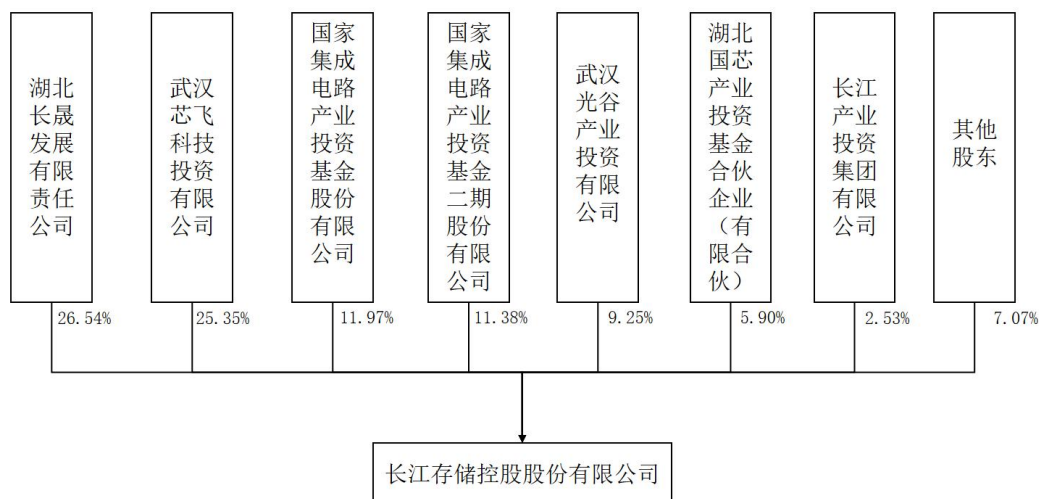 湖北
长晟
发展
有限
责任
公司
武汉
芯飞
科技
投资
有限
公司
国家
集成
电路
产业
投资
基金
股份
有限
公司
国家
集成
电路
产业
投资
基金
二期
股份
有限
公司
武汉
光谷
产业
投资
有限
公司
湖北
国芯
产业
投资
基金
合伙
企业
（有
限合
伙）
长江
产业
投资
集团
有限
公司
其他
股东
26.54%
25.35%
11.97%
11.38%
9.25%
5.90%
2.53%
7.07%
长江存储控股股份有限公司